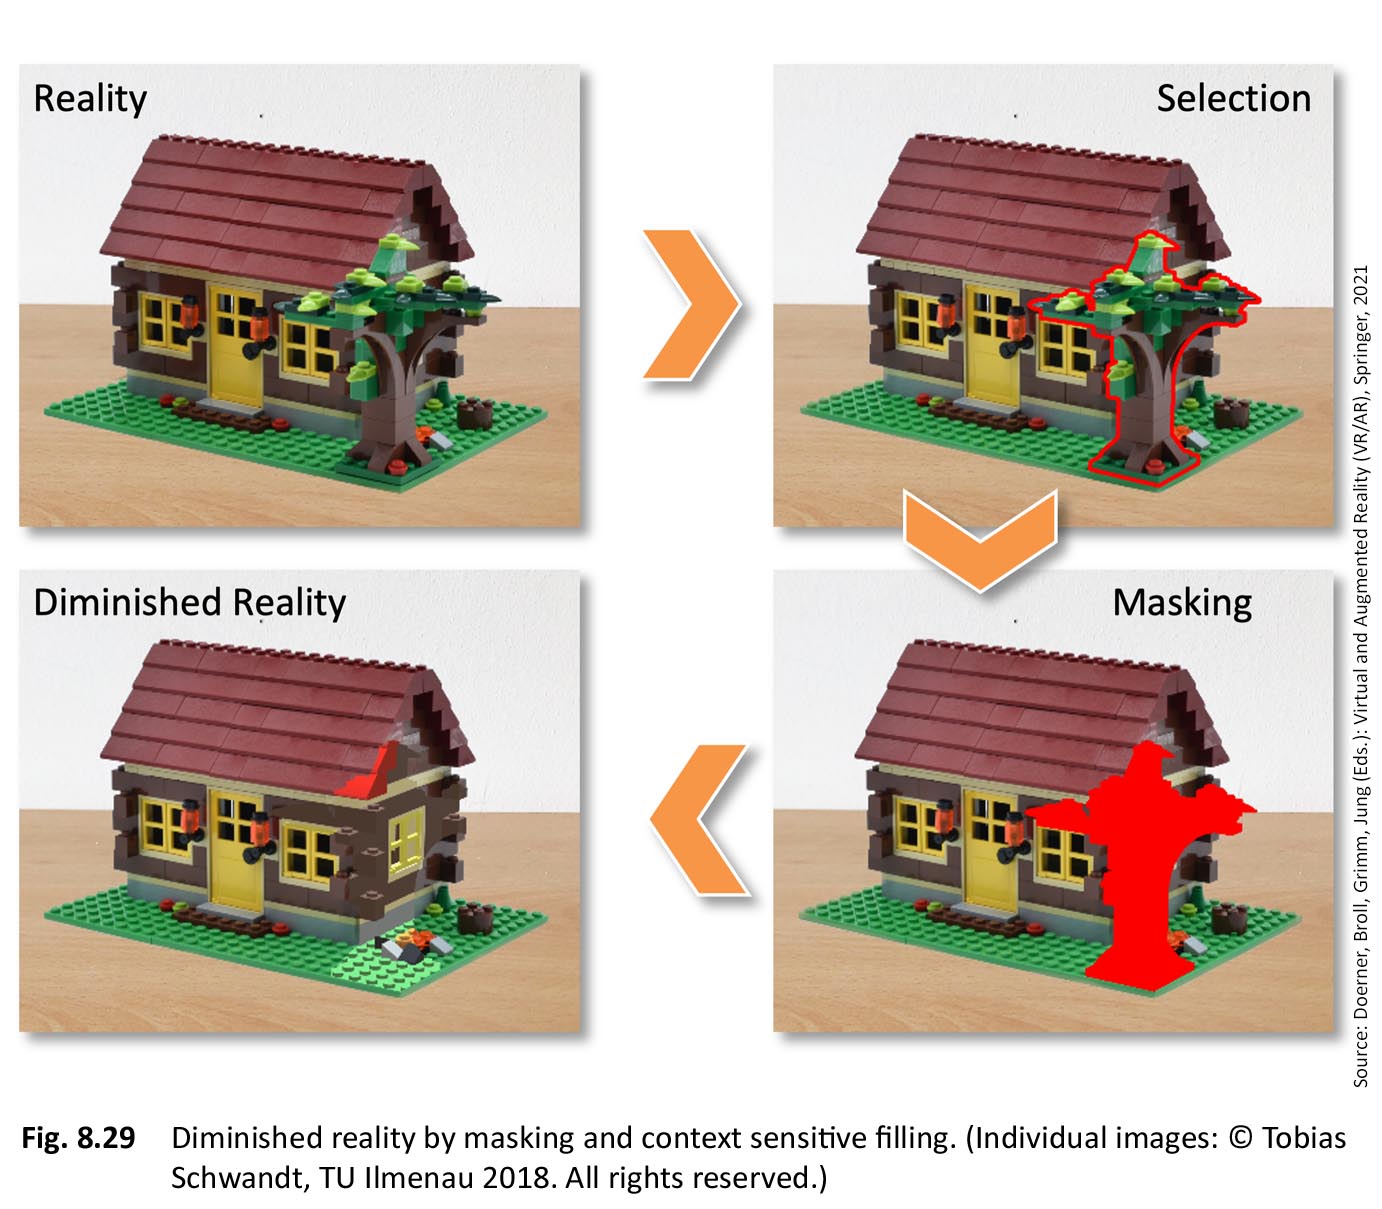 Reality
Selection
Diminished Reality
Masking
Source: Doerner, Broll, Grimm, Jung (Eds.): Virtual and Augmented Reality (VR/AR), Springer, 2021
Fig. 8.29 Diminished reality by masking and context sensitive filling. (Individual images: © Tobias
Schwandt, TU Ilmenau 2018. All rights reserved.)